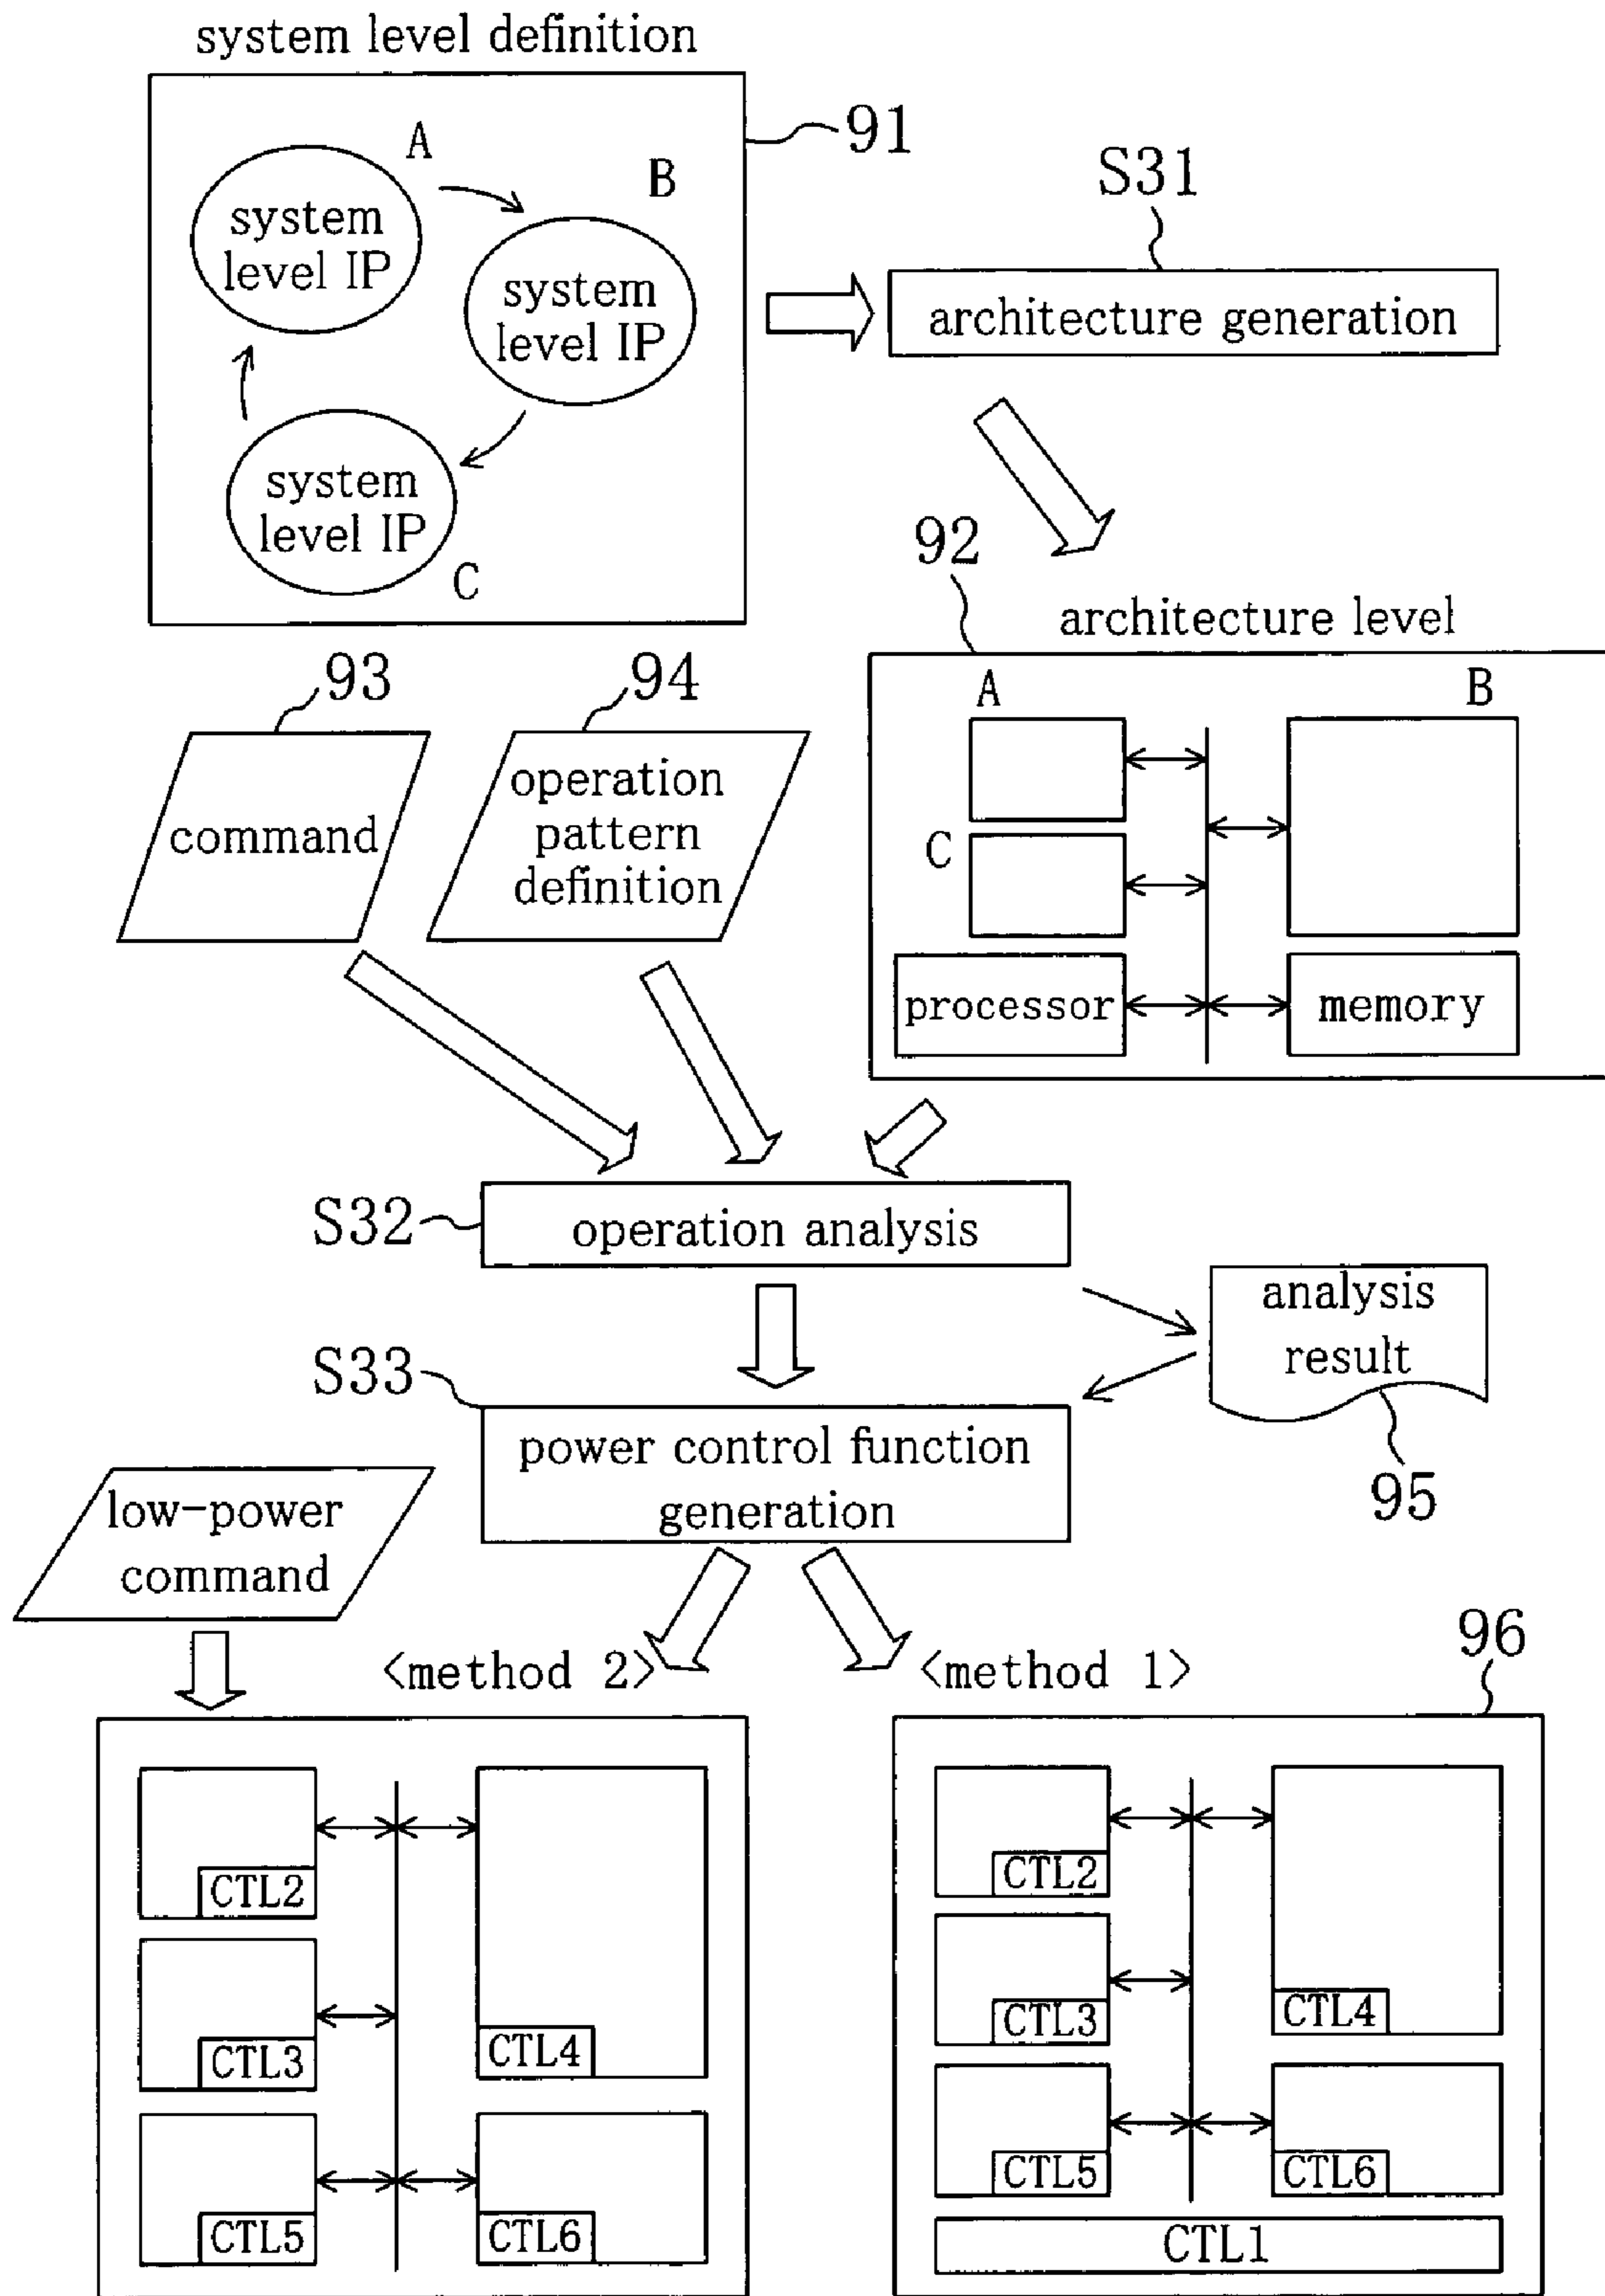 system level definition
91
A
B
system
level IP
system
level IP
system
level IP
C
S31
architecture generation
92
architecture level
A
B
C
processor
memory
93
command
94
operation
pattern
definition
S32
operation analysis
analysis
result
95
S33
power control function
generation
low-power
command
<method 2>
<method 1>
96
CTL2
CTL3
CTL4
CTL5
CTL6
CTL2
CTL3
CTL4
CTL5
CTL6
CTL1